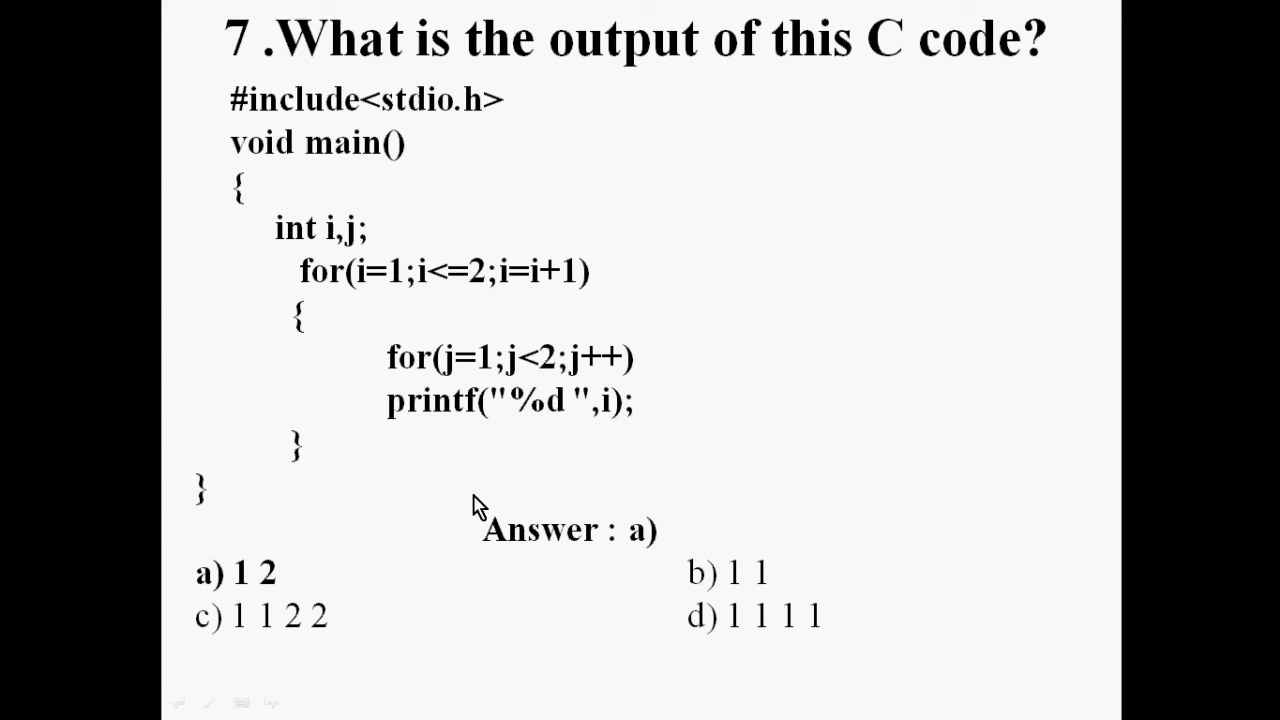 7 .What is the output of this C code?
#include<stdio.h>
void main()
{
int i,j;
for(i=1;i<=2;i=i+1)
{
for(j=1;j<2;j++)
printf("%d ",i);
}
}
Answer : a)
a) 1 2 b) 1 1
c) 1 1 2 2 d) 1 1 1 1